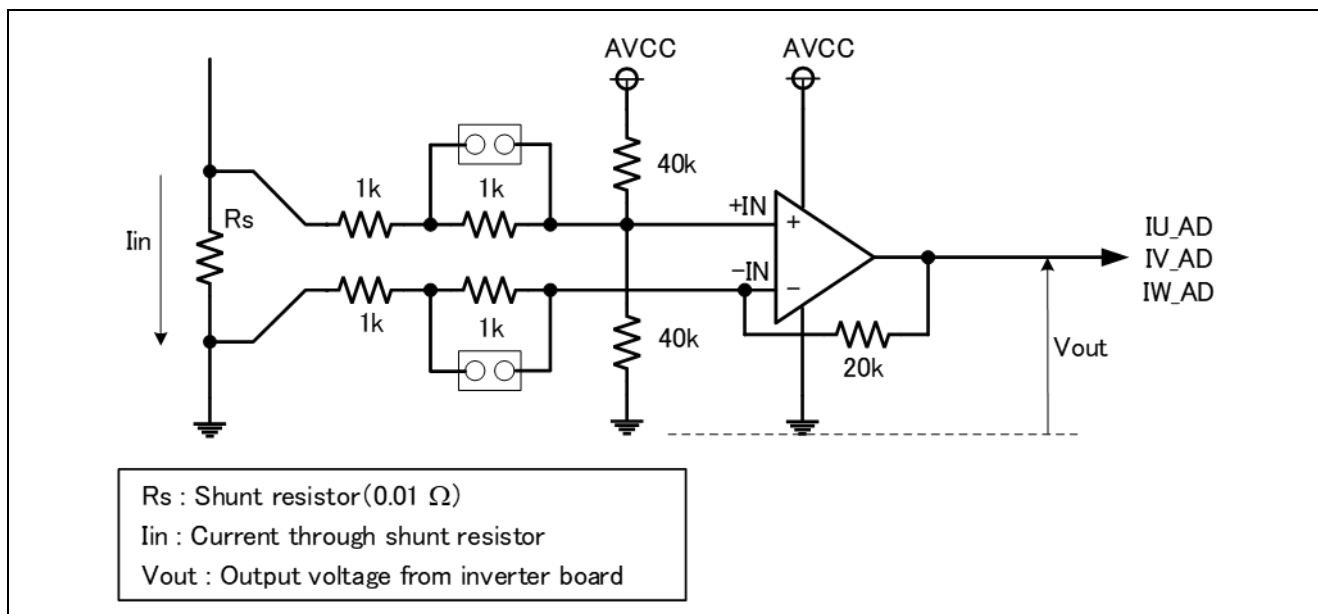 AVCC
AVCC
40k
1k
1k
+IN
+
Rs
Iin
IU_AD
IV_AD
IW_AD
−IN
−
1k
1k
40k
20k
Vout
Rs : Shunt resistor(0.01 Ω)
Iin : Current through shunt resistor
Vout : Output voltage from inverter board